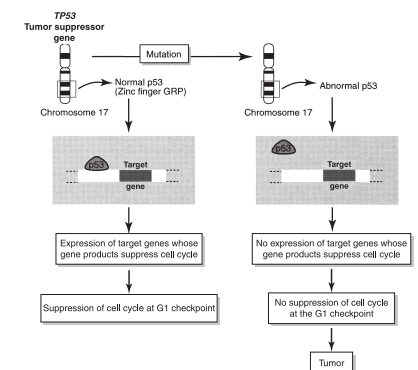 TP53
Tumor suppressor
gene
Mutation
Normal p53
(Zinc finger GRP)
Chromosome 17
Abnormal p53
Chromosome 17
p53
Target
gene
p53
Target
gene
Expression of target genes whose
gene products suppress cell cycle
No expression of target genes whose
gene products suppress cell cycle
Suppression of cell cycle at G1 checkpoint
No suppression of cell cycle
at the G1 checkpoint
Tumor